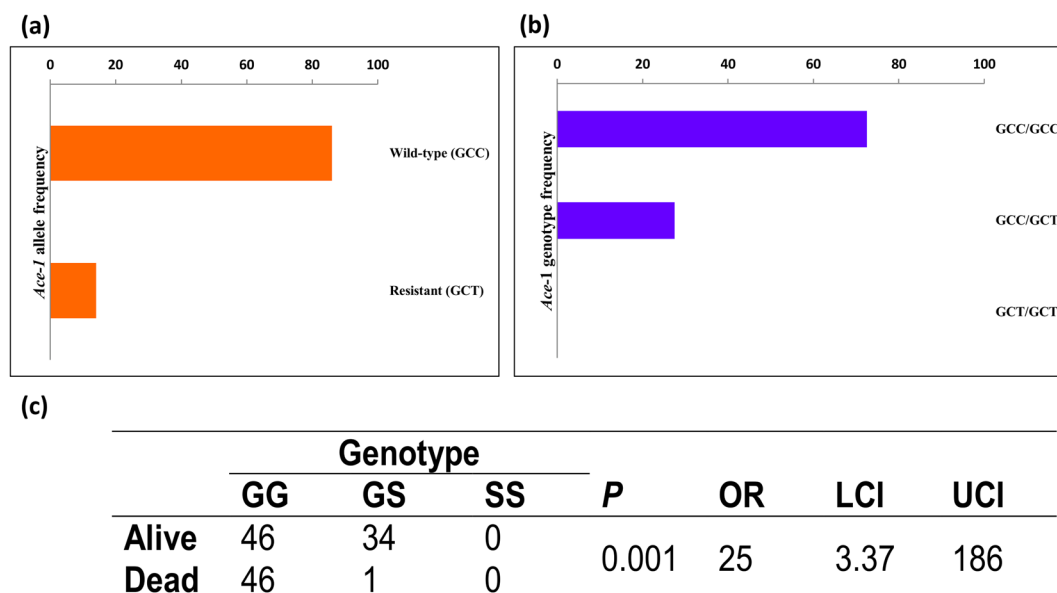 (a)
0 20 40 60 80 100
Wild-type (GCC)
Resistant (GCT)
Ace-1 allele frequency
(b)
0 20 40 60 80 100
GCC/GCC
GCC/GCT
GCT/GCT
Ace-1 genotype frequency
(c)
Genotype
GG GS SS P OR LCI UCI
Alive 46 34 0
0.001 25 3.37 186
Dead 46 1 0